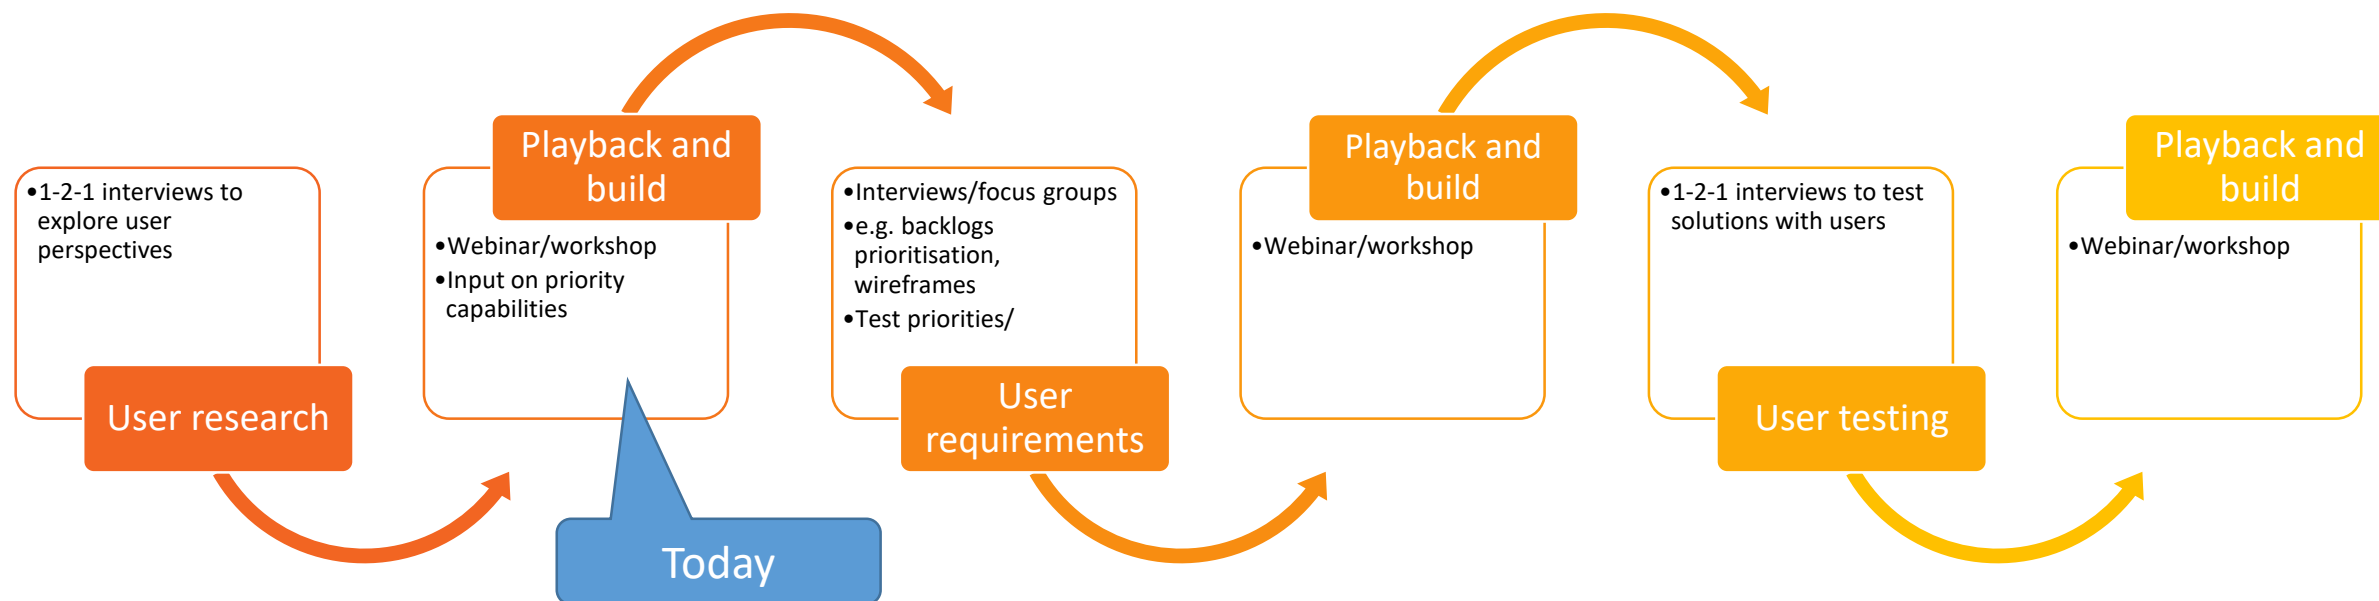 •1-2-1 interviews to
explore user
perspectives
User research
Playback and
build
•Webinar/workshop
•Input on priority
capabilities
Today
•Interviews/focus groups
•e.g. backlogs
prioritisation,
wireframes
•Test priorities/
User
requirements
Playback and
build
•Webinar/workshop
•1-2-1 interviews to test
solutions with users
User testing
Playback and
build
•Webinar/workshop